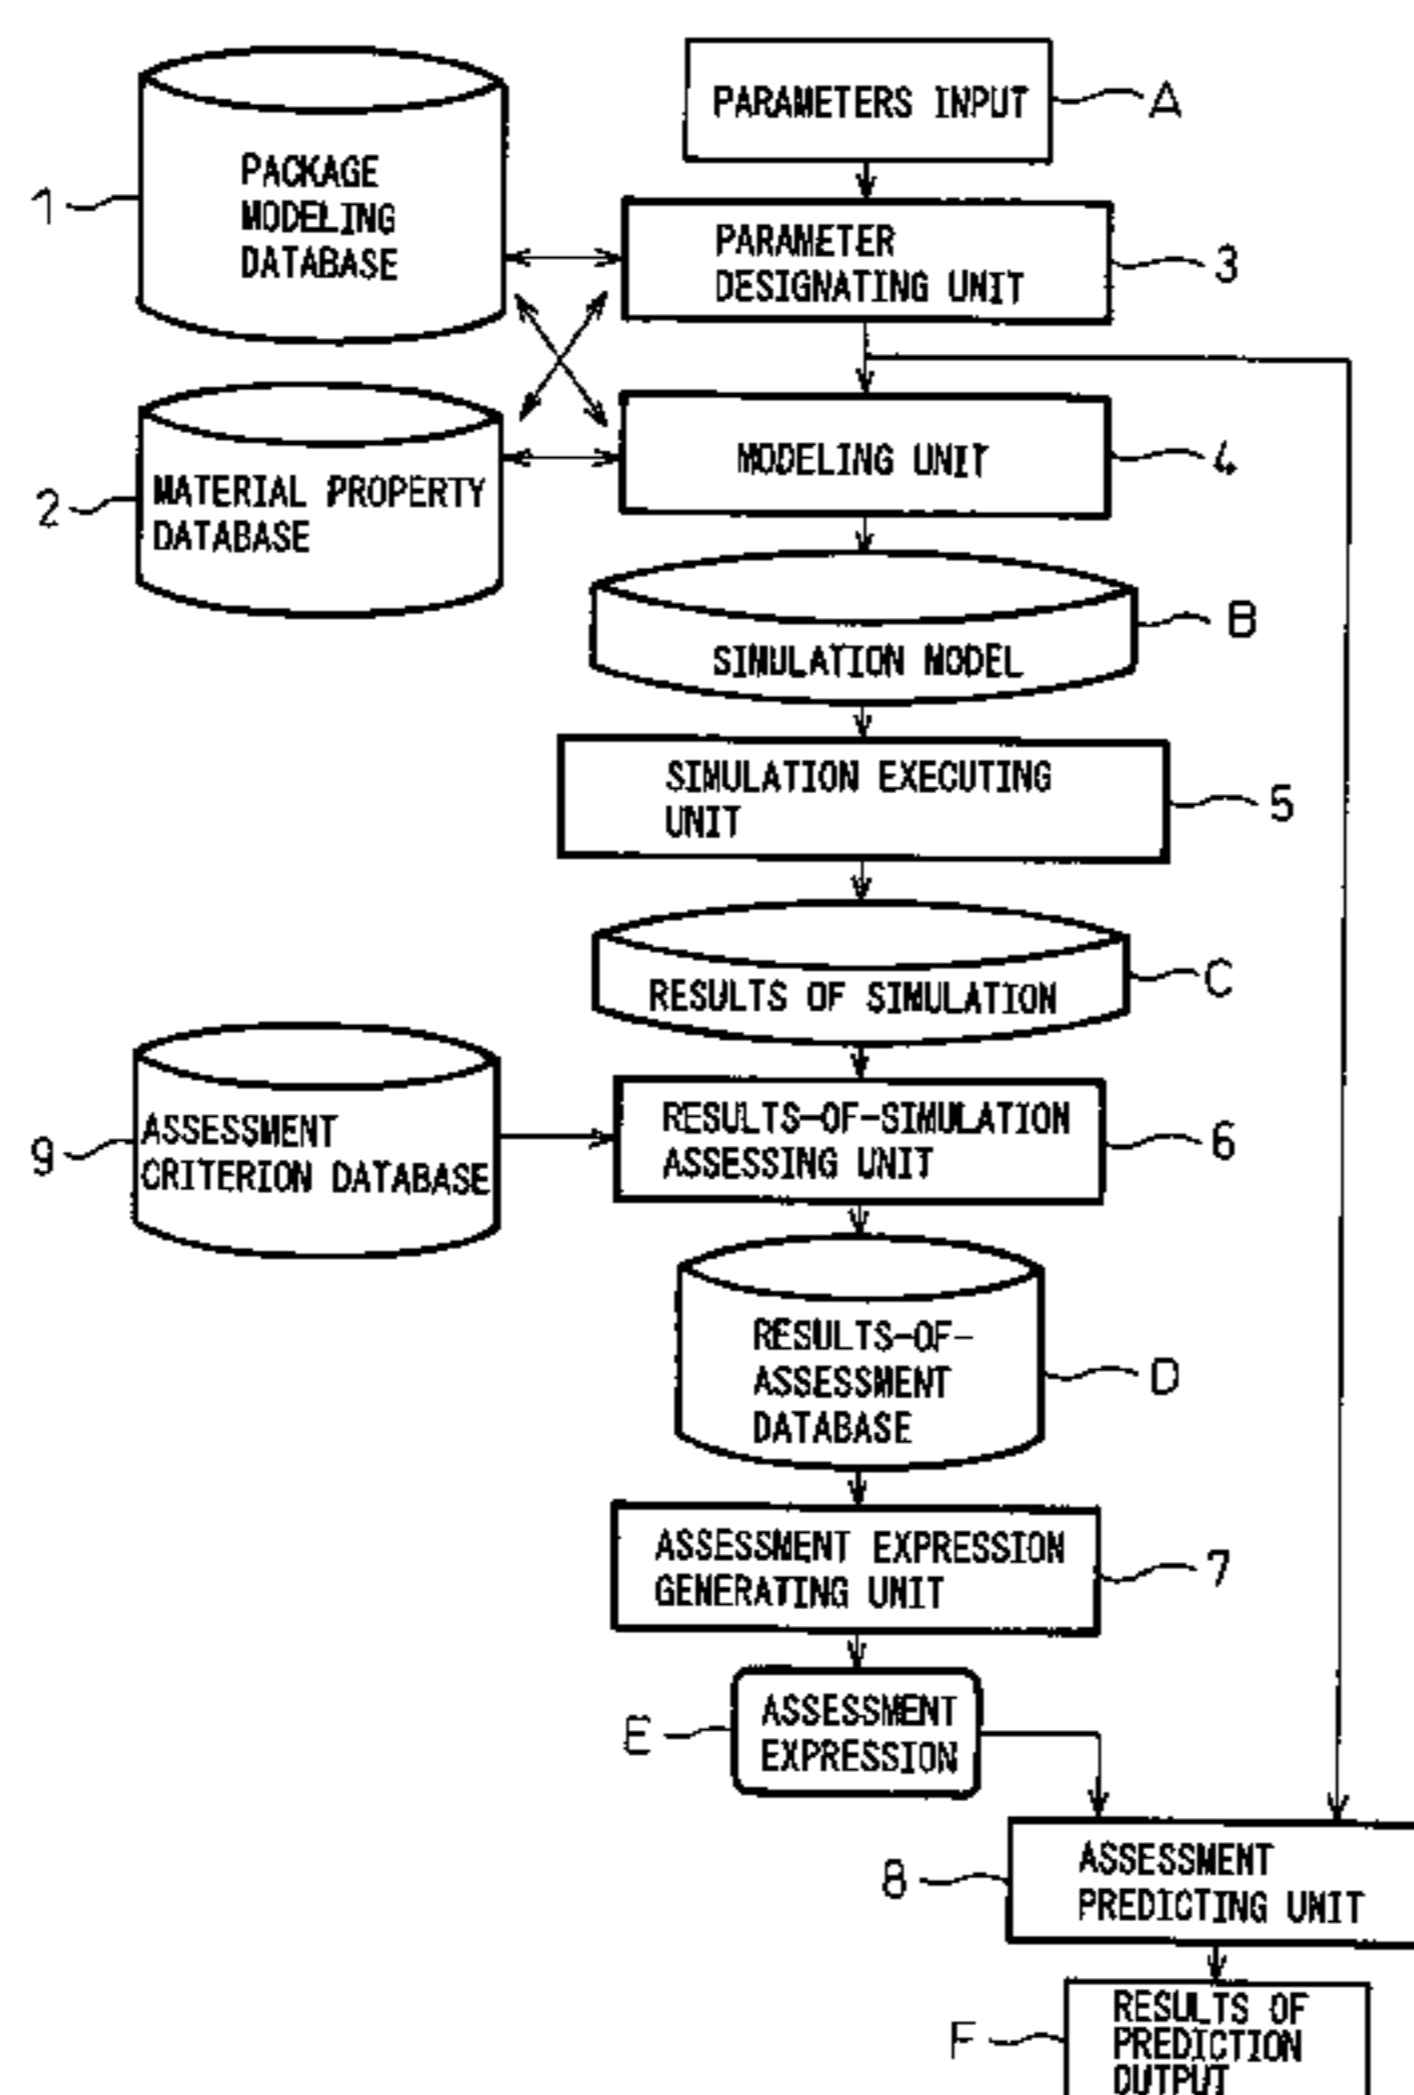 PARAMETERS INPUT
A
PACKAGE
MODELING
DATABASE
1
PARAMETER
DESIGNATING UNIT
3
MATERIAL PROPERTY
DATABASE
2
MODELING UNIT
4
SIMULATION MODEL
B
SIMULATION EXECUTING
UNIT
5
RESULTS OF SIMULATION
C
ASSESSMENT
CRITERION DATABASE
9
RESULTS-OF-SIMULATION
ASSESSING UNIT
6
RESULTS-OF-
ASSESSMENT
DATABASE
D
ASSESSMENT EXPRESSION
GENERATING UNIT
7
E
ASSESSMENT
EXPRESSION
8
ASSESSMENT
PREDICTING UNIT
F
RESULTS OF
PREDICTION
OUTPUT